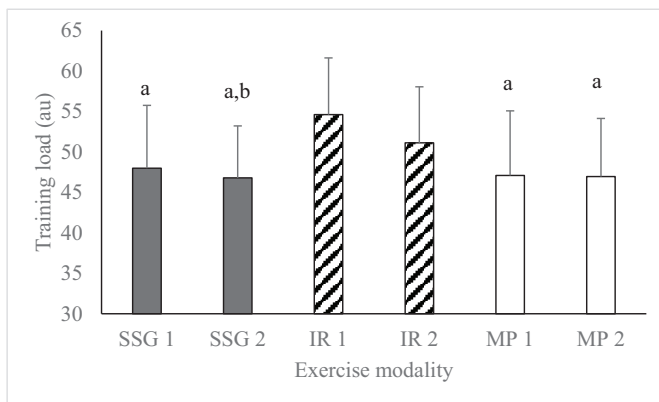 65
60
55
50
45
40
35
30
Training load (au)
a
a,b
a
a
SSG 1
SSG 2
IR 1
IR 2
MP 1
MP 2
Exercise modality